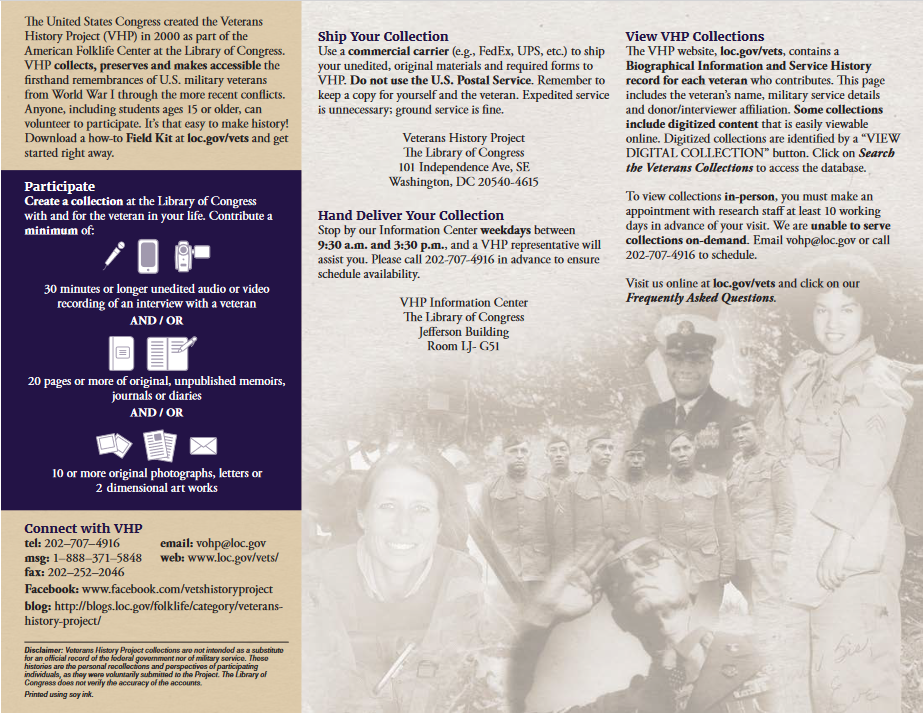 The United States Congress created the Veterans
History Project (VHP) in 2000 as part of the
American Folklife Center at the Library of Congress.
VHP collects, preserves and makes accessible the
firsthand remembrances of U.S. military veterans
from World War I through the more recent conflicts.
Anyone, including students ages 15 or older, can
volunteer to participate. It's that easy to make history!
Download a how-to Field Kit at loc.gov/vets and get
started right away.
Participate
Create a collection at the Library of Congress
with and for the veteran in your life. Contribute a
minimum of:
30 minutes or longer unedited audio or video
recording of an interview with a veteran
AND / OR
20 pages or more of original, unpublished memoirs,
journals or diaries
AND / OR
10 or more original photographs, letters or
2 dimensional art works
Connect with VHP
tel: 202–707–4916 email: vohp@loc.gov
msg: 1–888–371–5848 web: www.loc.gov/vets/
fax: 202–252–2046
Facebook: www.facebook.com/vetshistoryproject
blog: http://blogs.loc.gov/folklife/category/veterans-
history-project/
Disclaimer: Veterans History Project collections are not intended as a substitute
for an official record of the federal government nor of military service. These
histories are the personal recollections and perspectives of participating
individuals, as they were voluntarily submitted to the Project. The Library of
Congress does not verify the accuracy of the accounts.
Printed using soy ink.
Ship Your Collection
Use a commercial carrier (e.g., FedEx, UPS, etc.) to ship
your unedited, original materials and required forms to
VHP. Do not use the U.S. Postal Service. Remember to
keep a copy for yourself and the veteran. Expedited service
is unnecessary; ground service is fine.
Veterans History Project
The Library of Congress
101 Independence Ave, SE
Washington, DC 20540-4615
Hand Deliver Your Collection
Stop by our Information Center weekdays between
9:30 a.m. and 3:30 p.m., and a VHP representative will
assist you. Please call 202-707-4916 in advance to ensure
schedule availability.
VHP Information Center
The Library of Congress
Jefferson Building
Room LJ- G51
View VHP Collections
The VHP website, loc.gov/vets, contains a
Biographical Information and Service History
record for each veteran who contributes. This page
includes the veteran's name, military service details
and donor/interviewer affiliation. Some collections
include digitized content that is easily viewable
online. Digitized collections are identified by a “VIEW
DIGITAL COLLECTION” button. Click on Search
the Veterans Collections to access the database.
To view collections in-person, you must make an
appointment with research staff at least 10 working
days in advance of your visit. We are unable to serve
collections on-demand. Email vohp@loc.gov or call
202-707-4916 to schedule.
Visit us online at loc.gov/vets and click on our
Frequently Asked Questions.